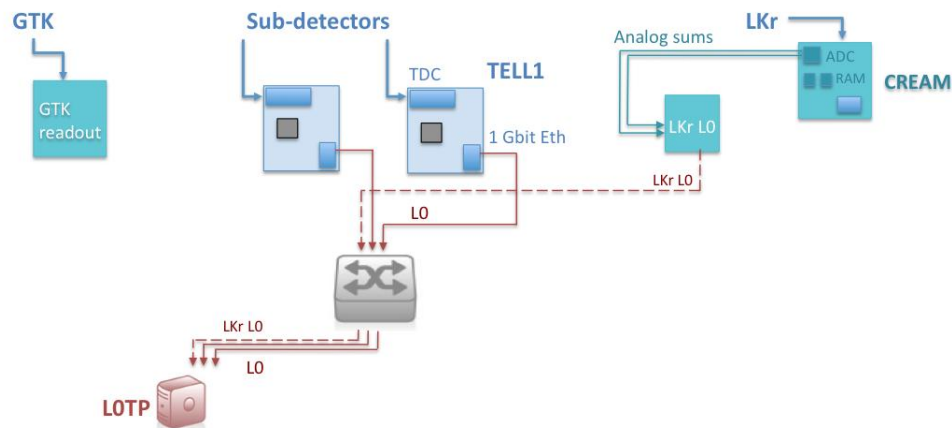 GTK
Sub-detectors
LKr
Analog sums
TDC
TELL1
ADC
RAM
CREAM
GTK
readout
LKr L0
1 Gbit Eth
LKr L0
L0
LKr L0
L0
L0TP